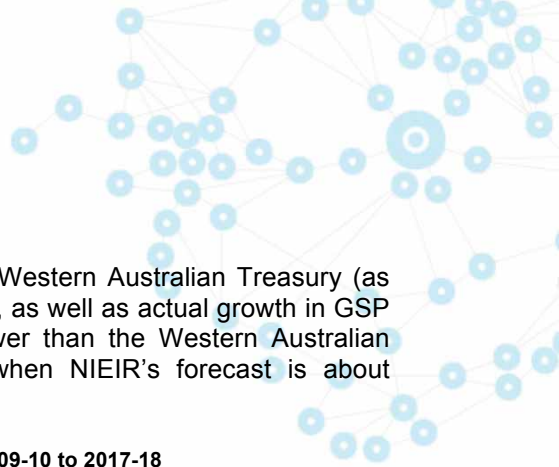 Western Australian Treasury (as
, as well as actual growth in GSP
wer than the Western Australian
when NIEIR's forecast is about
09-10 to 2017-18